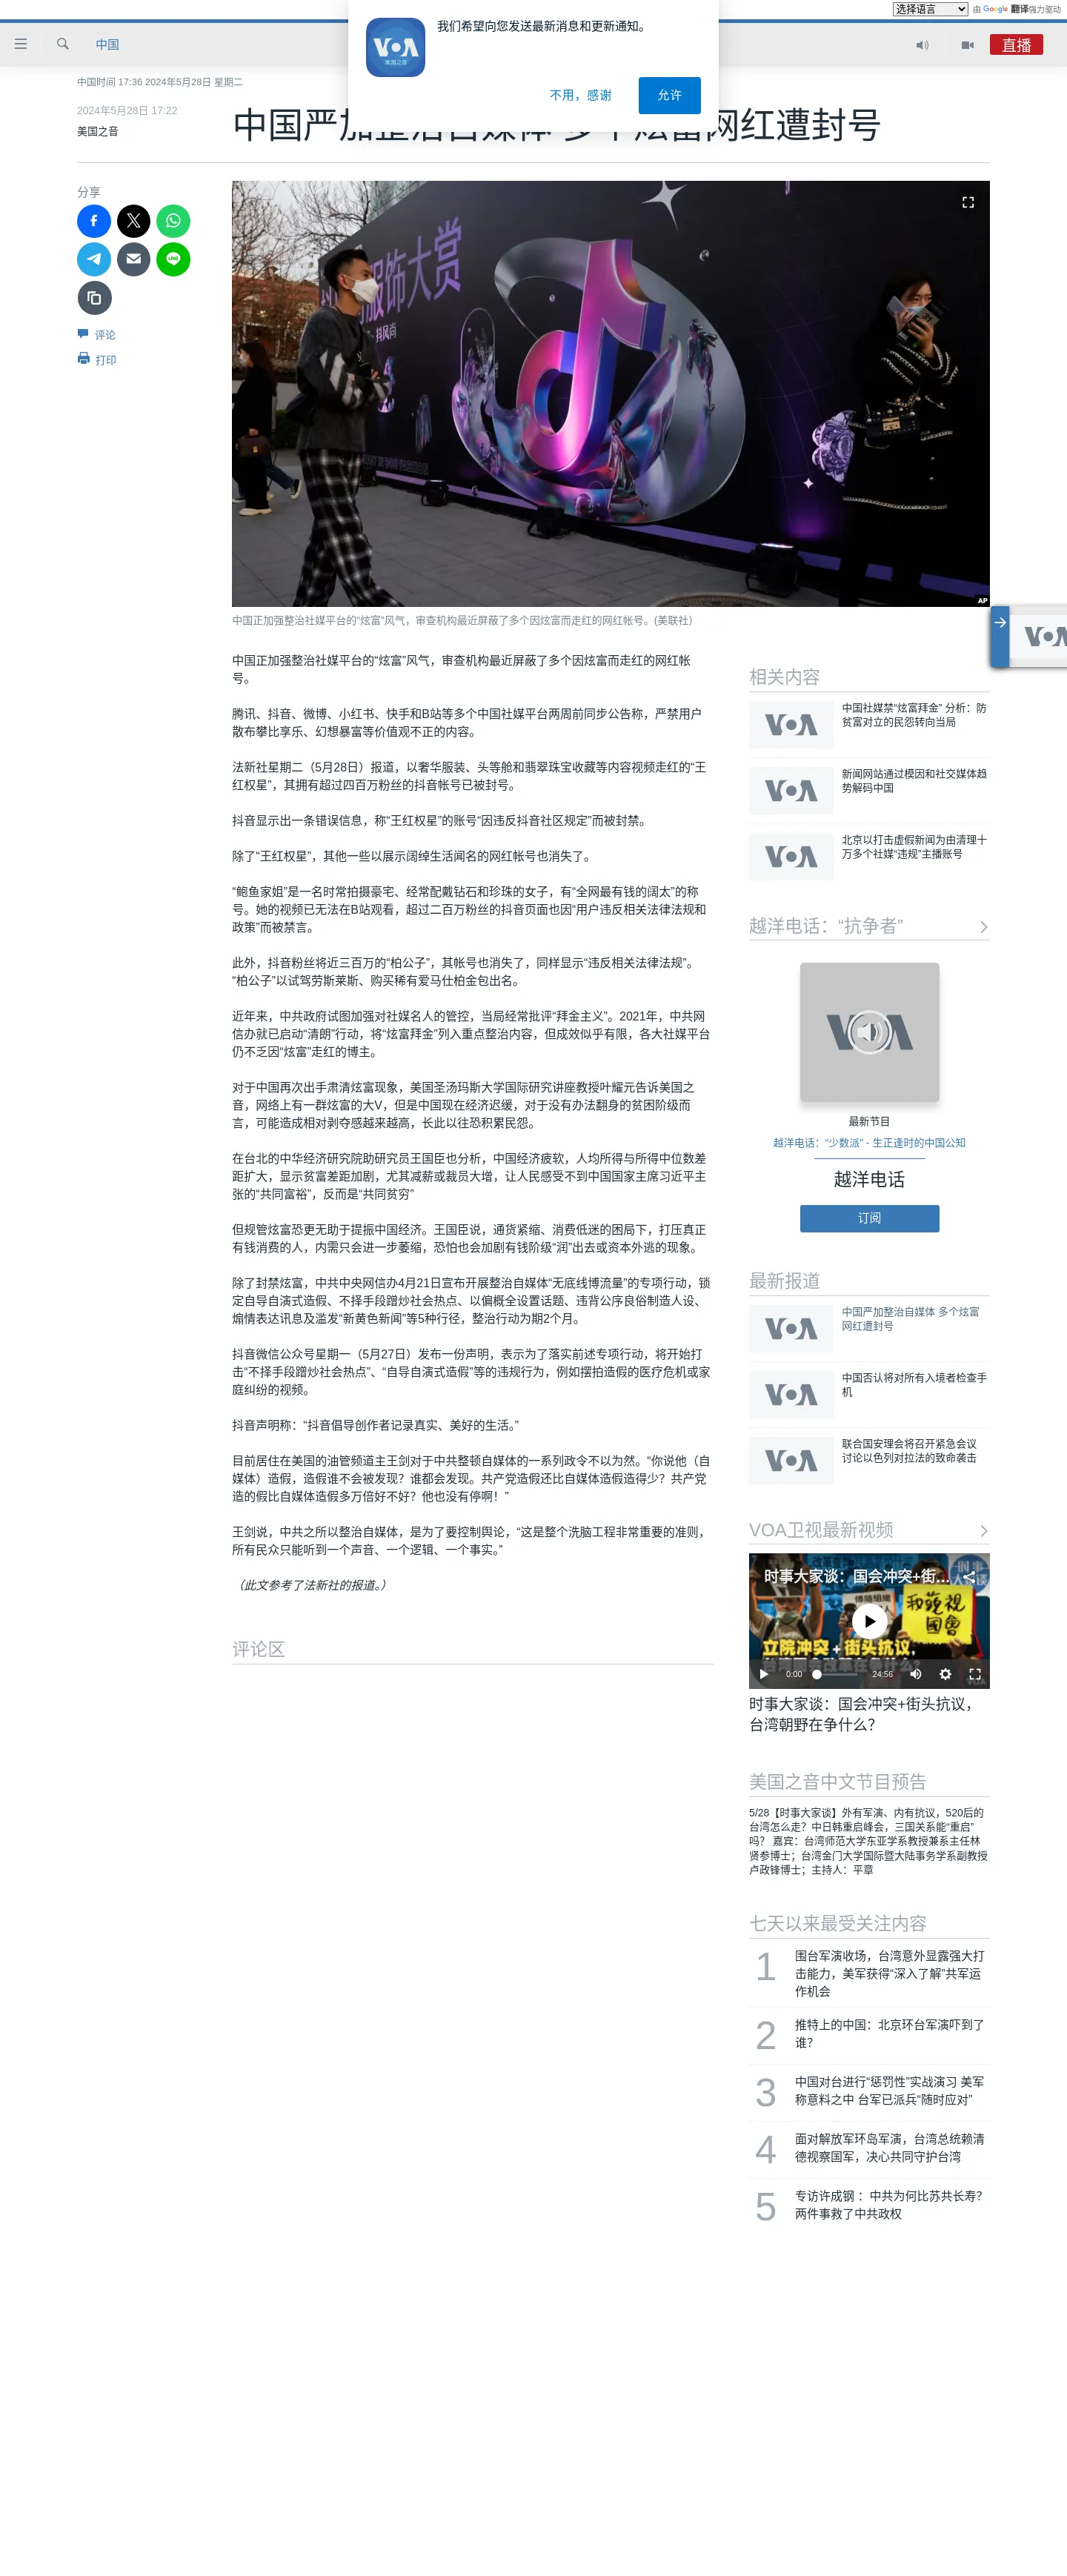 选择语言
由 Google 翻译强力驱动
我们希望向您发送最新消息和更新通知。
VOA
美国之音
不用，感谢
允许
中国
直播
中国时间 17:36 2024年5月28日 星期二
2024年5月28日 17:22
美国之音
中国严加整治自媒体 多个炫富网红遭封号
分享
评论
打印
服饰大赏
抖风尚
AP
中国正加强整治社媒平台的“炫富”风气，审查机构最近屏蔽了多个因炫富而走红的网红帐号。(美联社）
中国正加强整治社媒平台的“炫富”风气，审查机构最近屏蔽了多个因炫富而走红的网红帐
号。
腾讯、抖音、微博、小红书、快手和B站等多个中国社媒平台两周前同步公告称，严禁用户
散布攀比享乐、幻想暴富等价值观不正的内容。
法新社星期二（5月28日）报道，以奢华服装、头等舱和翡翠珠宝收藏等内容视频走红的“王
红权星”，其拥有超过四百万粉丝的抖音帐号已被封号。
抖音显示出一条错误信息，称“王红权星”的账号“因违反抖音社区规定”而被封禁。
除了“王红权星”，其他一些以展示阔绰生活闻名的网红帐号也消失了。
“鲍鱼家姐”是一名时常拍摄豪宅、经常配戴钻石和珍珠的女子，有“全网最有钱的阔太”的称
号。她的视频已无法在B站观看，超过二百万粉丝的抖音页面也因“用户违反相关法律法规和
政策”而被禁言。
此外，抖音粉丝将近三百万的“柏公子”，其帐号也消失了，同样显示“违反相关法律法规”。
“柏公子”以试驾劳斯莱斯、购买稀有爱马仕柏金包出名。
近年来，中共政府试图加强对社媒名人的管控，当局经常批评“拜金主义”。2021年，中共网
信办就已启动“清朗”行动，将“炫富拜金”列入重点整治内容，但成效似乎有限，各大社媒平台
仍不乏因“炫富”走红的博主。
对于中国再次出手肃清炫富现象，美国圣汤玛斯大学国际研究讲座教授叶耀元告诉美国之
音，网络上有一群炫富的大V，但是中国现在经济迟缓，对于没有办法翻身的贫困阶级而
言，可能造成相对剥夺感越来越高，长此以往恐积累民怨。
在台北的中华经济研究院助研究员王国臣也分析，中国经济疲软，人均所得与所得中位数差
距扩大，显示贫富差距加剧，尤其减薪或裁员大增，让人民感受不到中国国家主席习近平主
张的“共同富裕”，反而是“共同贫穷”
但规管炫富恐更无助于提振中国经济。王国臣说，通货紧缩、消费低迷的困局下，打压真正
有钱消费的人，内需只会进一步萎缩，恐怕也会加剧有钱阶级“润”出去或资本外逃的现象。
除了封禁炫富，中共中央网信办4月21日宣布开展整治自媒体“无底线博流量”的专项行动，锁
定自导自演式造假、不择手段蹭炒社会热点、以偏概全设置话题、违背公序良俗制造人设、
煽情表达讯息及滥发“新黄色新闻”等5种行径，整治行动为期2个月。
抖音微信公众号星期一（5月27日）发布一份声明，表示为了落实前述专项行动，将开始打
击“不择手段蹭炒社会热点”、“自导自演式造假”等的违规行为，例如摆拍造假的医疗危机或家
庭纠纷的视频。
抖音声明称：“抖音倡导创作者记录真实、美好的生活。”
目前居住在美国的油管频道主王剑对于中共整顿自媒体的一系列政令不以为然。“你说他（自
媒体）造假，造假谁不会被发现？谁都会发现。共产党造假还比自媒体造假造得少？共产党
造的假比自媒体造假多万倍好不好？他也没有停啊！”
王剑说，中共之所以整治自媒体，是为了要控制舆论，“这是整个洗脑工程非常重要的准则，
所有民众只能听到一个声音、一个逻辑、一个事实。”
（此文参考了法新社的报道。）
评论区
相关内容
VOA
中国社媒禁“炫富拜金” 分析：防
贫富对立的民怨转向当局
VOA
新闻网站通过模因和社交媒体趋
势解码中国
VOA
北京以打击虚假新闻为由清理十
万多个社媒“违规”主播账号
越洋电话：“抗争者”
VOA
最新节目
越洋电话：“少数派” - 生正逢时的中国公知
越洋电话
订阅
最新报道
VOA
中国严加整治自媒体 多个炫富
网红遭封号
VOA
中国否认将对所有入境者检查手
机
VOA
联合国安理会将召开紧急会议
讨论以色列对拉法的致命袭击
VOA卫视最新视频
时事大家谈：国会冲突+街...
立院冲突 + 街头抗议，
0:00
24:56
时事大家谈：国会冲突+街头抗议，
台湾朝野在争什么？
美国之音中文节目预告
5/28【时事大家谈】外有军演、内有抗议，520后的
台湾怎么走？中日韩重启峰会，三国关系能“重启”
吗？ 嘉宾：台湾师范大学东亚学系教授兼系主任林
贤参博士；台湾金门大学国际暨大陆事务学系副教授
卢政锋博士；主持人：平章
七天以来最受关注内容
1
围台军演收场，台湾意外显露强大打
击能力，美军获得“深入了解”共军运
作机会
2
推特上的中国：北京环台军演吓到了
谁？
3
中国对台进行“惩罚性”实战演习 美军
称意料之中 台军已派兵“随时应对”
4
面对解放军环岛军演，台湾总统赖清
德视察国军，决心共同守护台湾
5
专访许成钢 ：中共为何比苏共长寿？
两件事救了中共政权